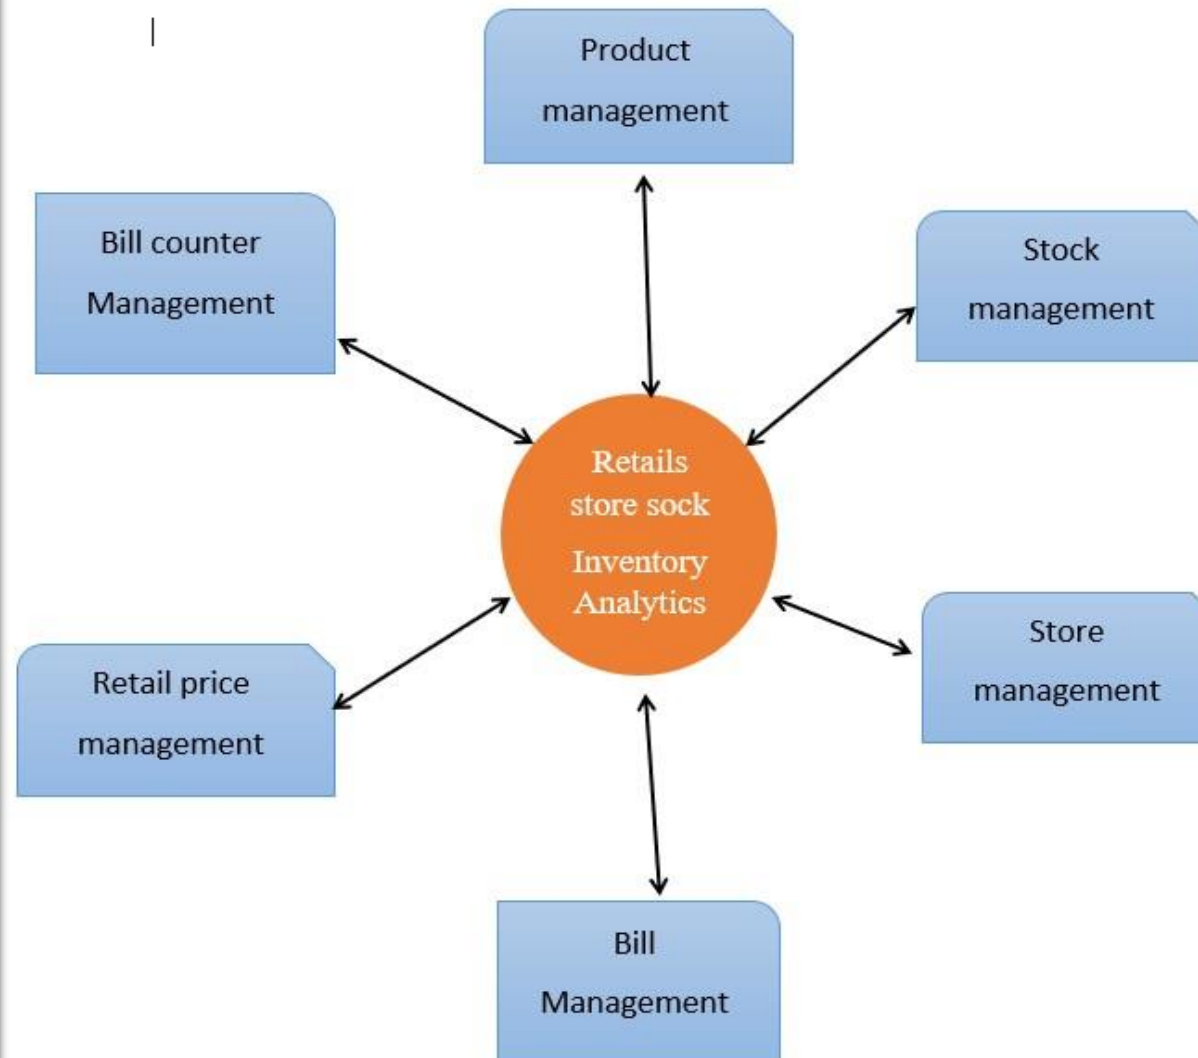 Product
management
Bill counter
Management
Stock
management
Retails
store sock
Inventory
Analytics
Store
management
Retail price
management
Bill
Management